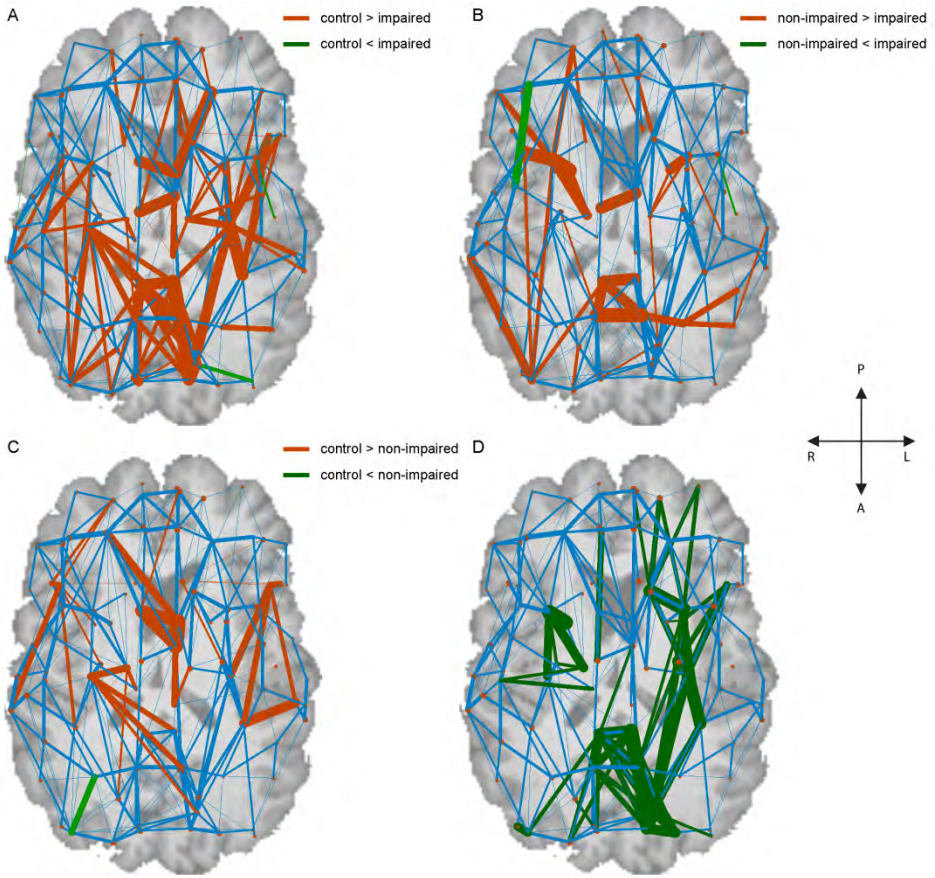 A
control > impaired
control < impaired
B
non-impaired > impaired
non-impaired < impaired
P
R
L
A
C
control > non-impaired
control < non-impaired
D